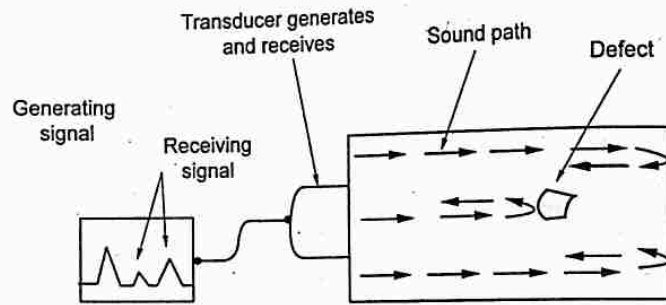 Transducer generates
and receives
Sound path
Defect
Generating
signal
Receiving
signal